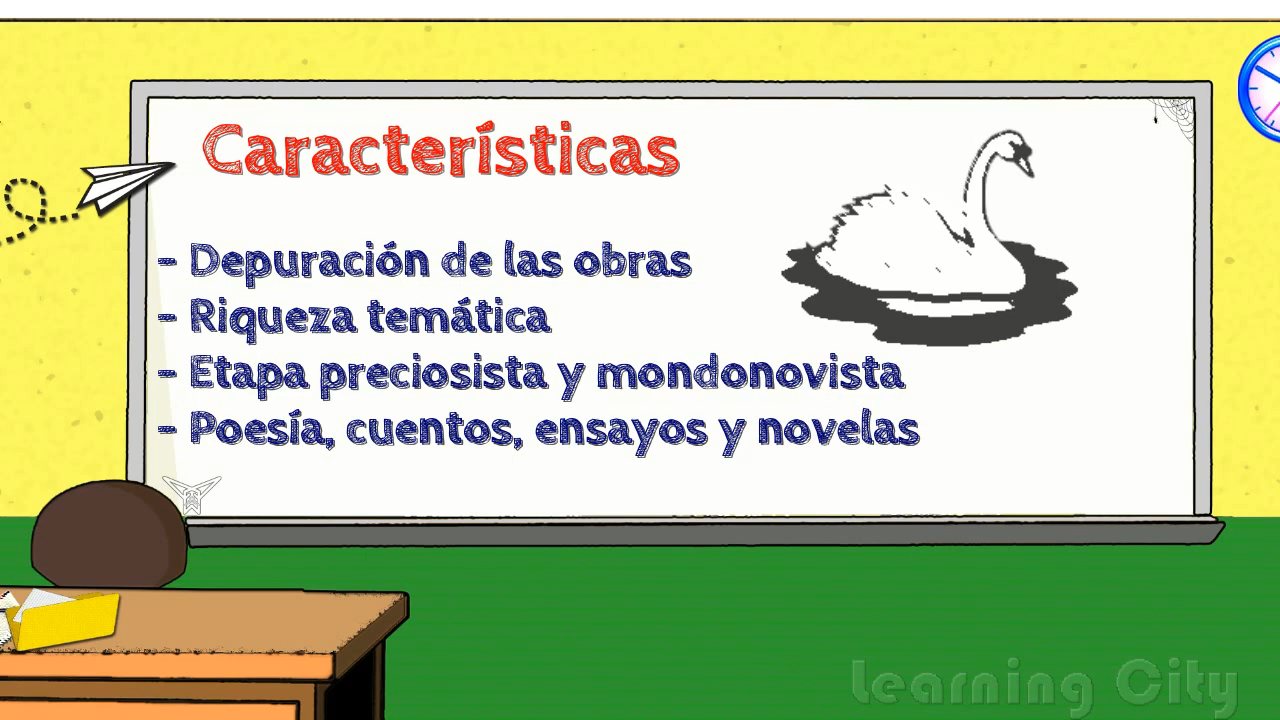 Características
- Depuración de las obras
- Riqueza temática
- Etapa preciosista y mondonovista
- Poesía, cuentos, ensayos y novelas
Learning City